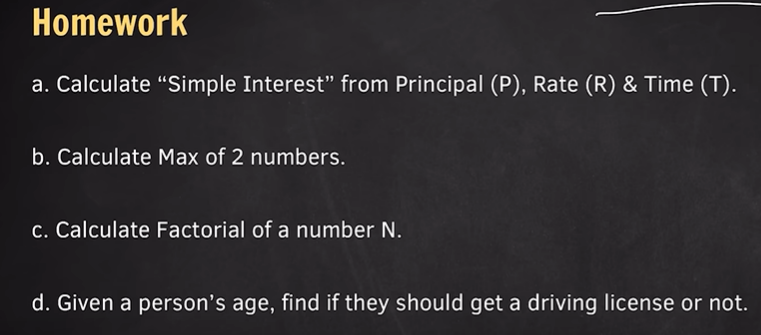 Homework
a. Calculate “Simple Interest” from Principal (P), Rate (R) & Time (T).
b. Calculate Max of 2 numbers.
c. Calculate Factorial of a number N.
d. Given a person’s age, find if they should get a driving license or not.